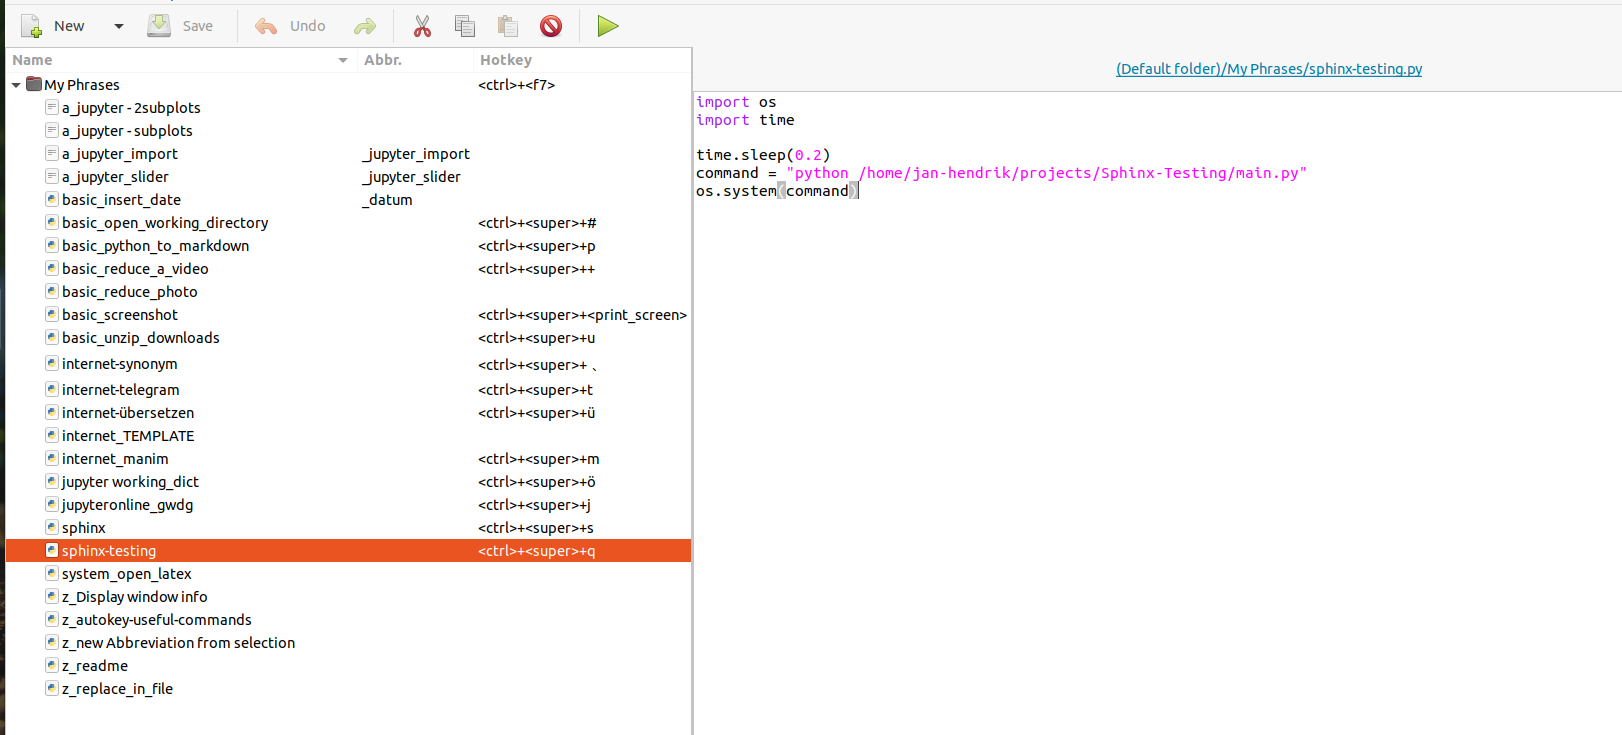 New Save Undo
Name Abbr. Hotkey
My Phrases <ctrl>+<f7>
a_jupyter - 2subplots
a_jupyter - subplots
a_jupyter_import _jupyter_import
a_jupyter_slider _jupyter_slider
basic_insert_date _datum
basic_open_working_directory <ctrl>+<super>+#
basic_python_to_markdown <ctrl>+<super>+p
basic_reduce_a_video <ctrl>+<super>++
basic_reduce_photo
basic_screenshot <ctrl>+<super>+<print_screen>
basic_unzip_downloads <ctrl>+<super>+u
internet-synonym <ctrl>+<super>+、
internet-telegram <ctrl>+<super>+t
internet-übersetzen <ctrl>+<super>+ü
internet_TEMPLATE
internet_manim <ctrl>+<super>+m
jupyter working_dict <ctrl>+<super>+ö
jupyteronline_gwdg <ctrl>+<super>+j
sphinx <ctrl>+<super>+s
sphinx-testing <ctrl>+<super>+q
system_open_latex
z_Display window info
z_autokey-useful-commands
z_new Abbreviation from selection
z_readme
z_replace_in_file
(Default folder)/My Phrases/sphinx-testing.py
import os
import time
time.sleep(0.2)
command = "python /home/jan-hendrik/projects/Sphinx-Testing/main.py"
os.system(command)